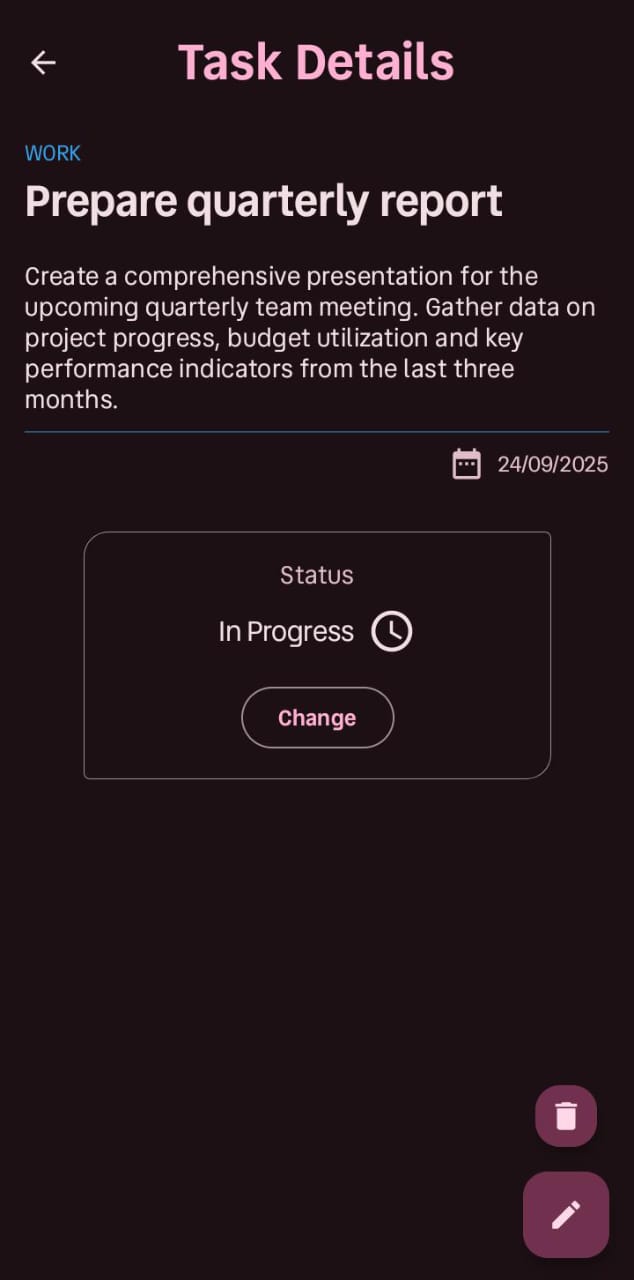 Task Details
WORK
Prepare quarterly report
Create a comprehensive presentation for the
upcoming quarterly team meeting. Gather data on
project progress, budget utilization and key
performance indicators from the last three
months.
24/09/2025
Status
In Progress
Change